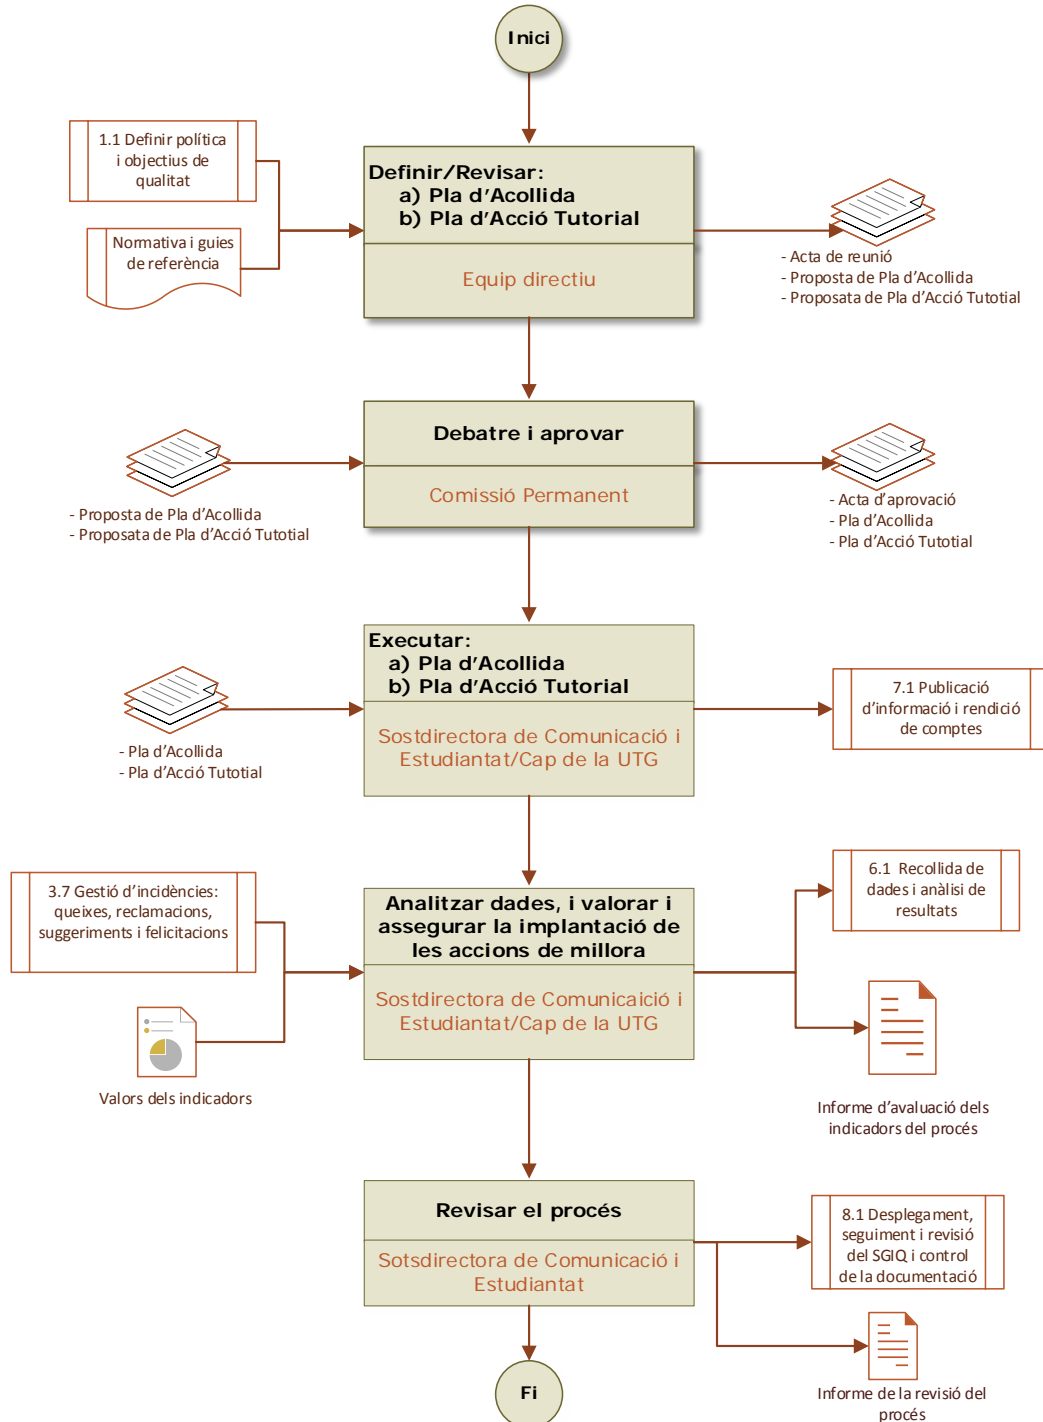 Inici
1.1 Definir política
i objectius de
qualitat
Normativa i guies
de referència
Definir/Revisar:
a) Pla d'Acollida
b) Pla d'Acció Tutorial
Equip directiu
- Acta de reunió
- Proposta de Pla d'Acollida
- Proposata de Pla d'Acció Tutotial
Debatre i aprovar
Comissió Permanent
- Proposta de Pla d'Acollida
- Proposata de Pla d'Acció Tutotial
- Acta d'aprovació
- Pla d'Acollida
- Pla d'Acció Tutotial
Executar:
a) Pla d'Acollida
b) Pla d'Acció Tutorial
Sostdirectora de Comunicació i
Estudiantat/Cap de la UTG
- Pla d'Acollida
- Pla d'Acció Tutotial
7.1 Publicació
d'informació i rendició
de comptes
3.7 Gestió d'incidències:
queixes, reclamacions,
suggeriments i felicitacions
Valors dels indicadors
Analitzar dades, i valorar i
assegurar la implantació de
les accions de millora
Sostdirectora de Comunicaició i
Estudiantat/Cap de la UTG
6.1 Recollida de
dades i anàlisi de
resultats
Informe d'avaluació dels
indicadors del procés
Revisar el procés
Sotsdirectora de Comunicació i
Estudiantat
8.1 Desplegament,
seguiment i revisió
del SGIQ i control
de la documentació
Informe de la revisió del
procés
Fi